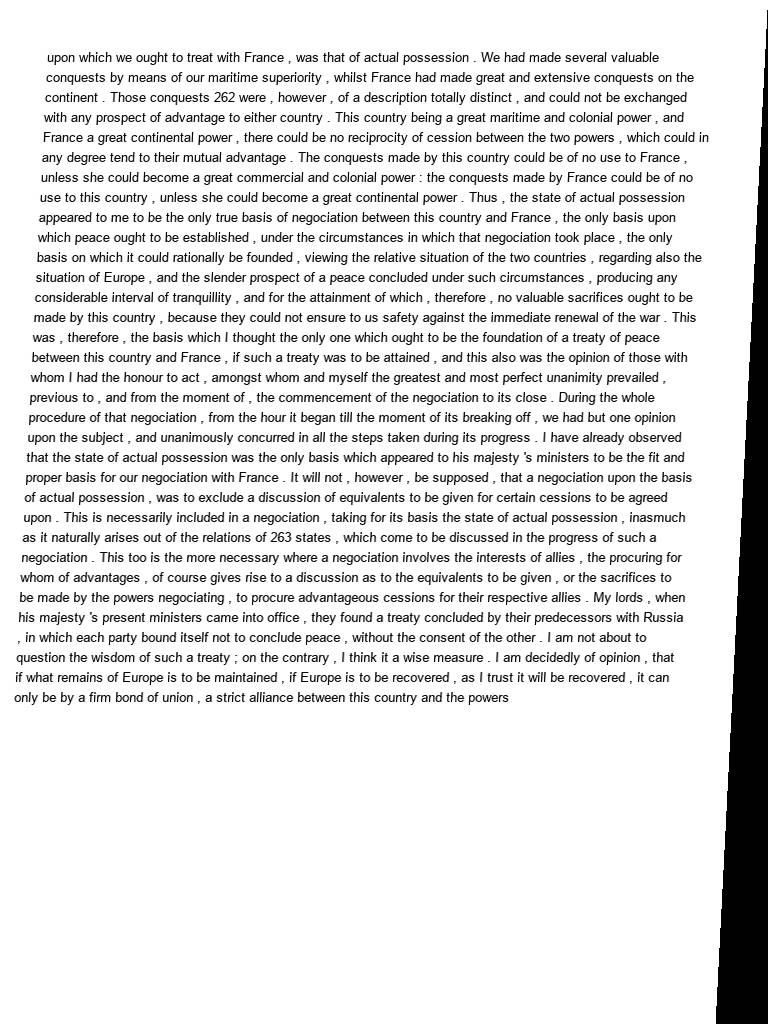 upon which we ought to treat with France , was that of actual possession . We had made several valuable
conquests by means of our maritime superiority , whilst France had made great and extensive conquests on the
continent . Those conquests 262 were , however , of a description totally distinct , and could not be exchanged
with any prospect of advantage to either country . This country being a great maritime and colonial power , and
France a great continental power , there could be no reciprocity of cession between the two powers , which could in
any degree tend to their mutual advantage . The conquests made by this country could be of no use to France ,
unless she could become a great commercial and colonial power : the conquests made by France could be of no
use to this country , unless she could become a great continental power . Thus , the state of actual possession
appeared to me to be the only true basis of negociation between this country and France , the only basis upon
which peace ought to be established , under the circumstances in which that negociation took place , the only
basis on which it could rationally be founded , viewing the relative situation of the two countries , regarding also the
situation of Europe , and the slender prospect of a peace concluded under such circumstances , producing any
considerable interval of tranquillity , and for the attainment of which , therefore , no valuable sacrifices ought to be
made by this country , because they could not ensure to us safety against the immediate renewal of the war . This
was , therefore , the basis which I thought the only one which ought to be the foundation of a treaty of peace
between this country and France , if such a treaty was to be attained , and this also was the opinion of those with
whom I had the honour to act , amongst whom and myself the greatest and most perfect unanimity prevailed ,
previous to , and from the moment of , the commencement of the negociation to its close . During the whole
procedure of that negociation , from the hour it began till the moment of its breaking off , we had but one opinion
upon the subject , and unanimously concurred in all the steps taken during its progress . I have already observed
that the state of actual possession was the only basis which appeared to his majesty 's ministers to be the fit and
proper basis for our negociation with France . It will not , however , be supposed , that a negociation upon the basis
of actual possession , was to exclude a discussion of equivalents to be given for certain cessions to be agreed
upon . This is necessarily included in a negociation , taking for its basis the state of actual possession , inasmuch
as it naturally arises out of the relations of 263 states , which come to be discussed in the progress of such a
negociation . This too is the more necessary where a negociation involves the interests of allies , the procuring for
whom of advantages , of course gives rise to a discussion as to the equivalents to be given , or the sacrifices to
be made by the powers negociating , to procure advantageous cessions for their respective allies . My lords , when
his majesty 's present ministers came into office , they found a treaty concluded by their predecessors with Russia
, in which each party bound itself not to conclude peace , without the consent of the other . I am not about to
question the wisdom of such a treaty ; on the contrary , I think it a wise measure . I am decidedly of opinion , that
if what remains of Europe is to be maintained , if Europe is to be recovered , as I trust it will be recovered , it can
only be by a firm bond of union , a strict alliance between this country and the powers